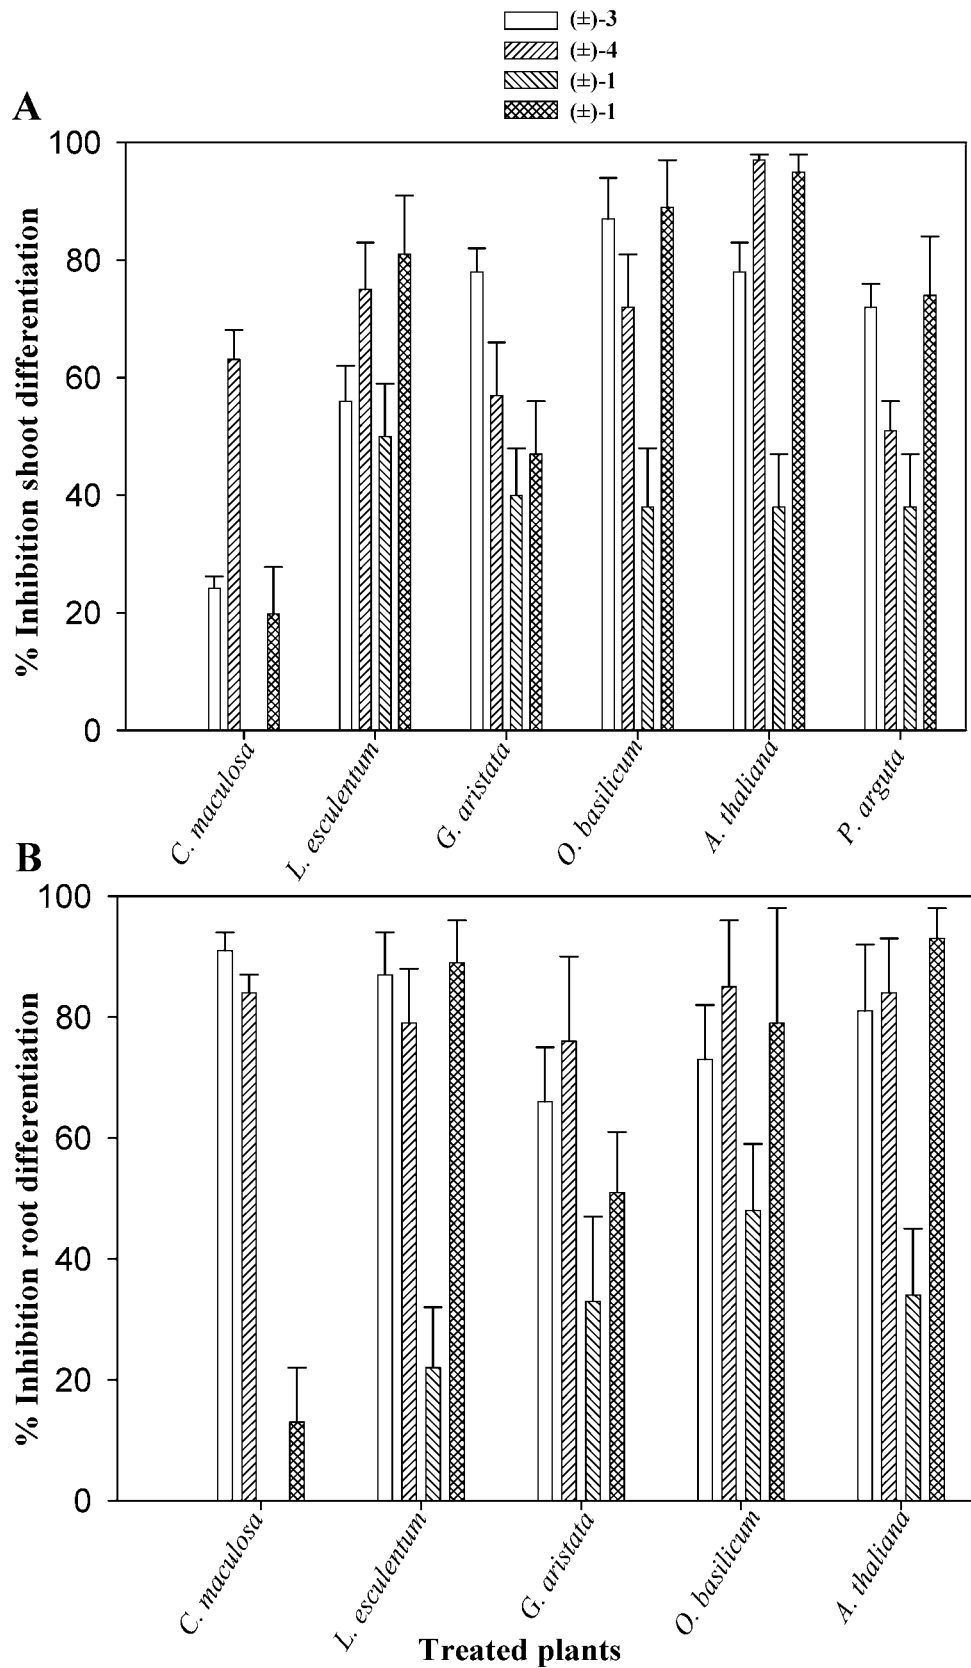 (±)-3
(±)-4
(±)-1
(±)-1
A
100
80
60
40
20
0
% Inhibition shoot differentiation
C. maculosa
L. esculentum
G. aristata
O. basilicum
A. thaliana
P. arguta
B
100
80
60
40
20
0
% Inhibition root differentiation
C. maculosa
L. esculentum
G. aristata
O. basilicum
A. thaliana
Treated plants